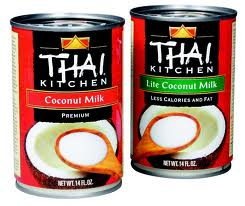 THAI
KITCHEN
Coconut Milk
PREMIUM
NET WT. 14 FL. OZ.
THAI
KITCHEN
Lite Coconut Milk
LESS CALORIES AND FAT
NET WT. 14 FL. OZ.